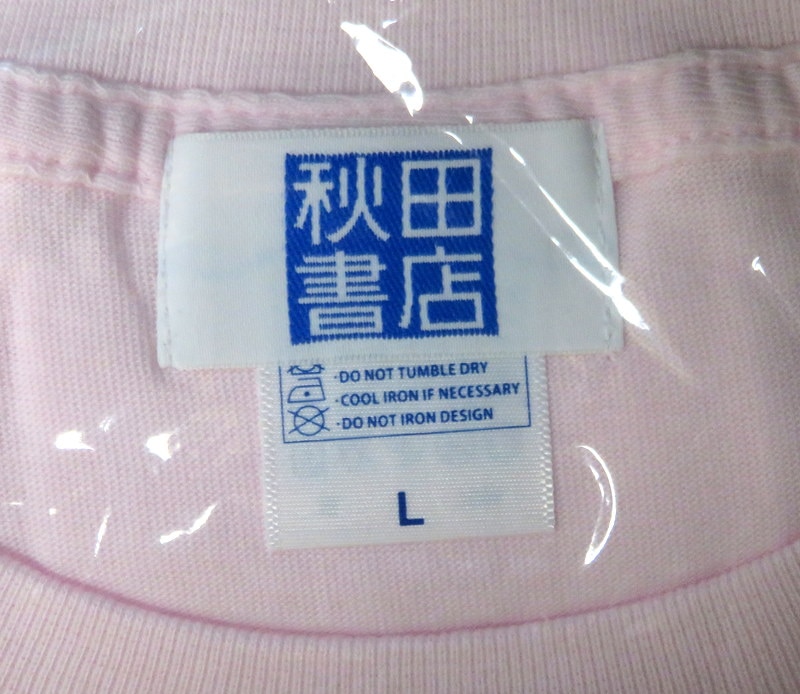 秋田
書店
·DO NOT TUMBLE DRY
·COOL IRON IF NECESSARY
·DO NOT IRON DESIGN
L